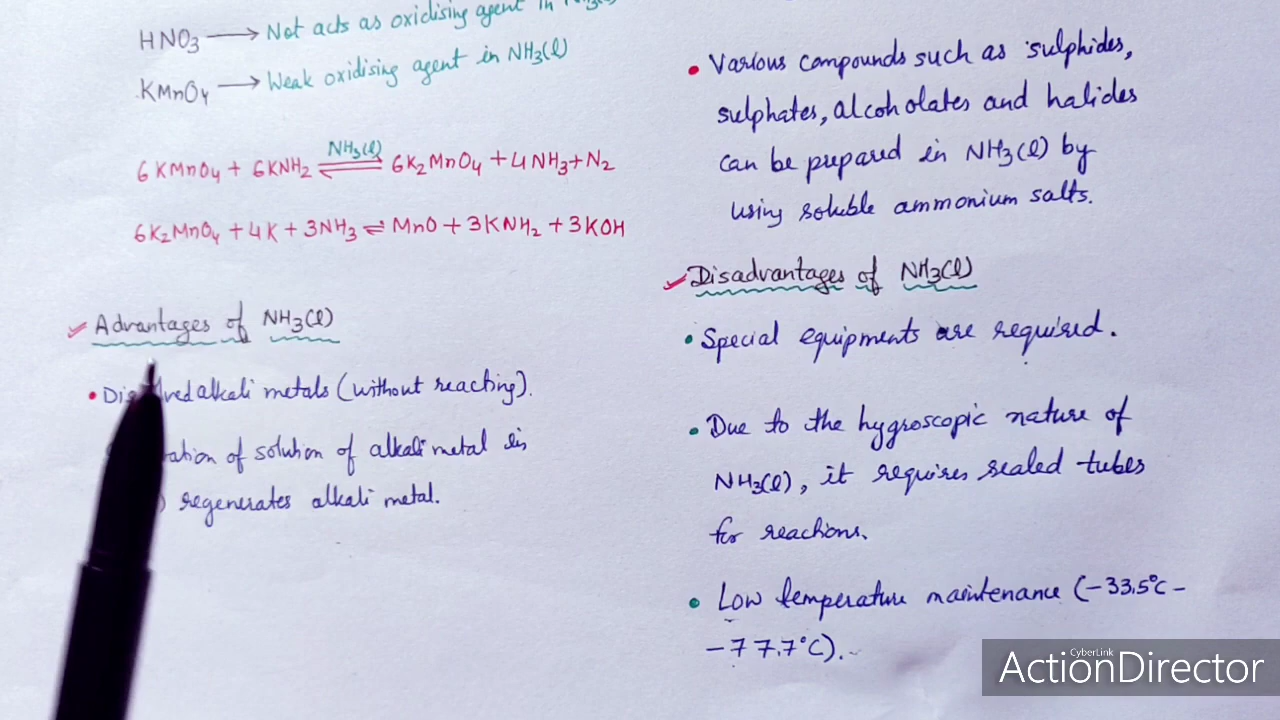 HNO3 → Not acts as oxidising agent in
KMnO4 → Weak oxidising agent in NH3(l)
6KMnO4 + 6KNH2 ⇌ NH3(l) 6K2MnO4 + 4NH3 + N2
6K2MnO4 + 4K + 3NH3 ⇌ MnO + 3KNH2 + 3KOH
Advantages of NH3(l)
• alkali metals (without reacting).
of solution of alkali metal in
) regenerates alkali metal.
• Various compounds such as sulphides,
sulphates, alcoholates and halides
can be prepared in NH3(l) by
using soluble ammonium salts.
Disadvantages of NH3(l)
• Special equipments are required.
• Due to the hygroscopic nature of
NH3(l), it requires sealed tubes
for reactions.
• Low temperature maintenance (-33.5°C -
-77.7°C).
CyberLink
ActionDirector